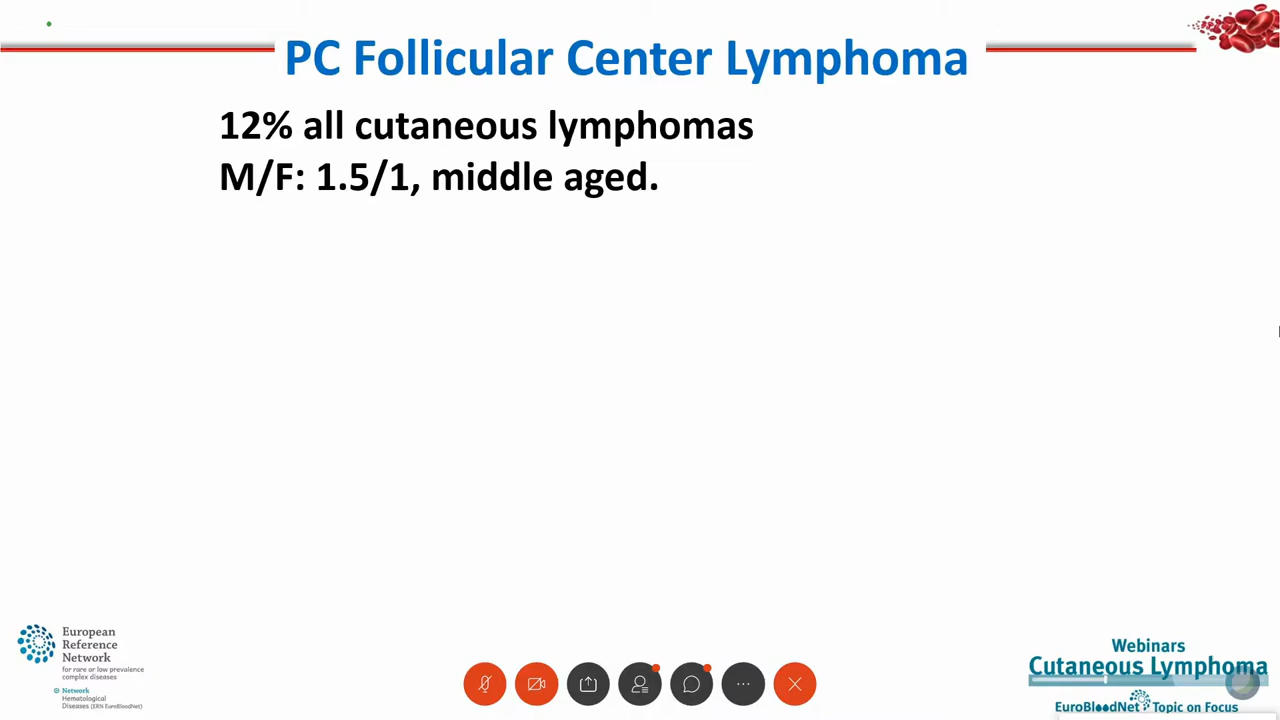 PC Follicular Center Lymphoma
12% all cutaneous lymphomas
M/F: 1.5/1, middle aged.
European
Reference
Network
for rare or low prevalence
complex diseases
Network
Hematological
Diseases (ERN EuroBloodNet)
Webinars
Cutaneous Lymphoma
EuroBloodNet Topic on Focus